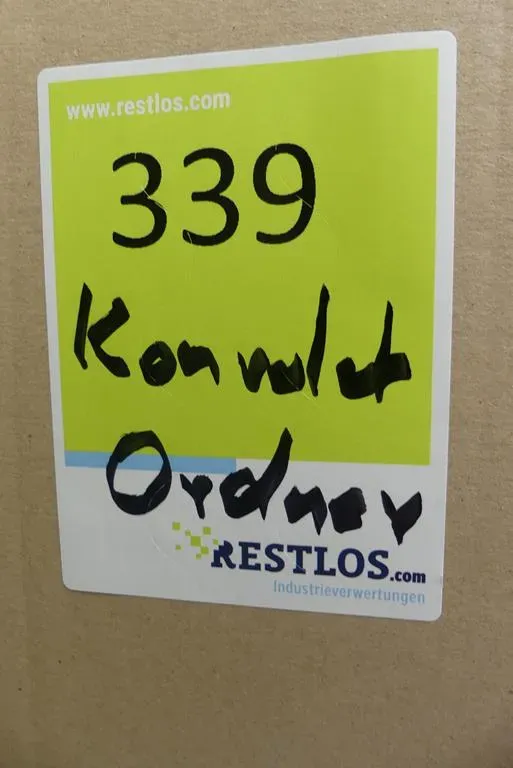 www.restlos.com
339
Konvolut
Ordner
RESTLOS.com
Industrieverwertungen